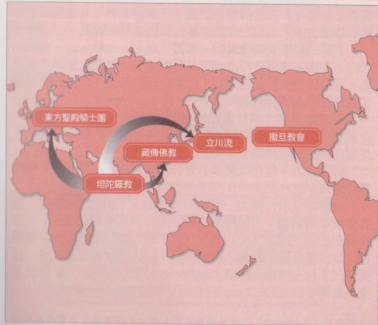 東方聖殿騎士團
立川流
撒旦教會
藏傳佛教
坦陀羅教